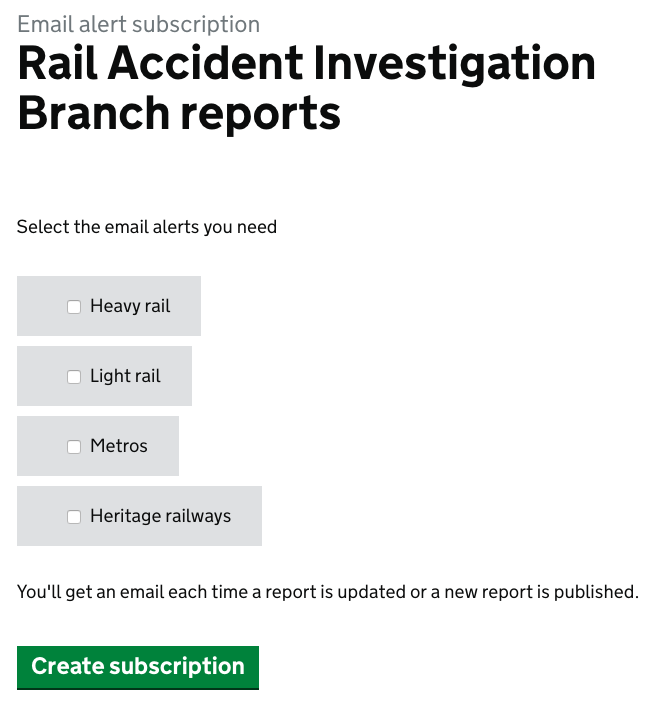 Email alert subscription
Rail Accident Investigation
Branch reports
Select the email alerts you need
Heavy rail
Light rail
Metros
Heritage railways
You'll get an email each time a report is updated or a new report is published.
Create subscription